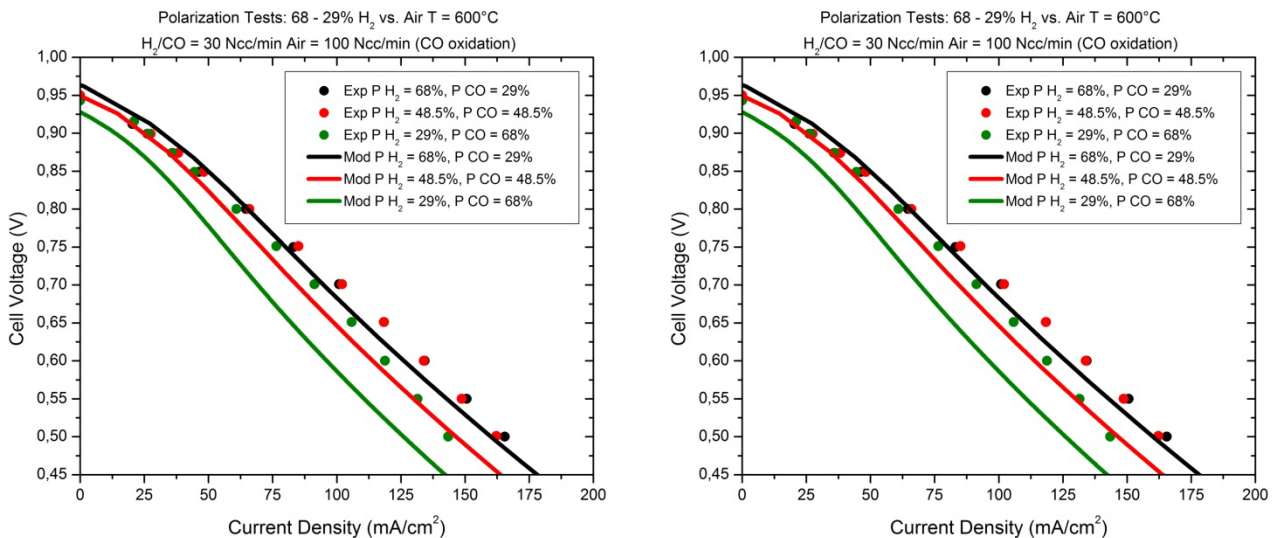 Polarization Tests: 68 - 29% H₂ vs. Air T = 600°C
H₂/CO = 30 Ncc/min Air = 100 Ncc/min (CO oxidation)
1,00
0,95
0,90
0,85
0,80
0,75
0,70
0,65
0,60
0,55
0,50
0,45
Cell Voltage (V)
Exp P H₂ = 68%, P CO = 29%
Exp P H₂ = 48.5%, P CO = 48.5%
Exp P H₂ = 29%, P CO = 68%
Mod P H₂ = 68%, P CO = 29%
Mod P H₂ = 48.5%, P CO = 48.5%
Mod P H₂ = 29%, P CO = 68%
0 25 50 75 100 125 150 175 200
Current Density (mA/cm²)
Polarization Tests: 68 - 29% H₂ vs. Air T = 600°C
H₂/CO = 30 Ncc/min Air = 100 Ncc/min (CO oxidation)
1,00
0,95
0,90
0,85
0,80
0,75
0,70
0,65
0,60
0,55
0,50
0,45
Cell Voltage (V)
Exp P H₂ = 68%, P CO = 29%
Exp P H₂ = 48.5%, P CO = 48.5%
Exp P H₂ = 29%, P CO = 68%
Mod P H₂ = 68%, P CO = 29%
Mod P H₂ = 48.5%, P CO = 48.5%
Mod P H₂ = 29%, P CO = 68%
0 25 50 75 100 125 150 175 200
Current Density (mA/cm²)